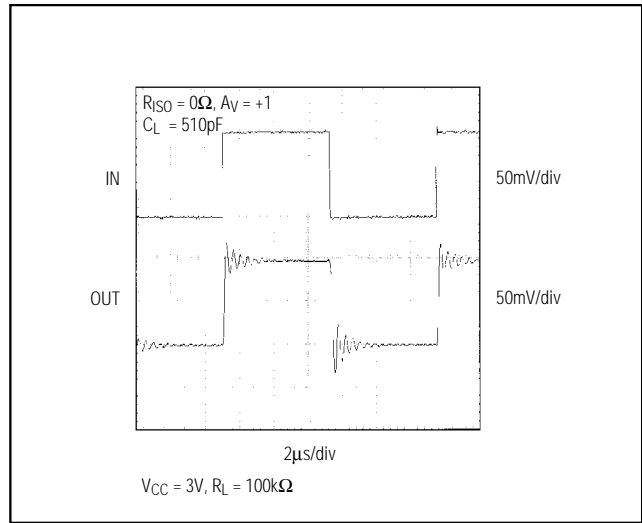 R_ISO = 0Ω, A_V = +1
C_L = 510pF
IN
50mV/div
OUT
50mV/div
2μs/div
V_CC = 3V, R_L = 100kΩ